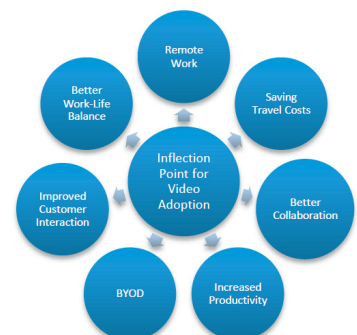 Remote
Work
Saving
Travel Costs
Better
Collaboration
Increased
Productivity
BYOD
Improved
Customer
Interaction
Better
Work-Life
Balance
Inflection
Point for
Video
Adoption